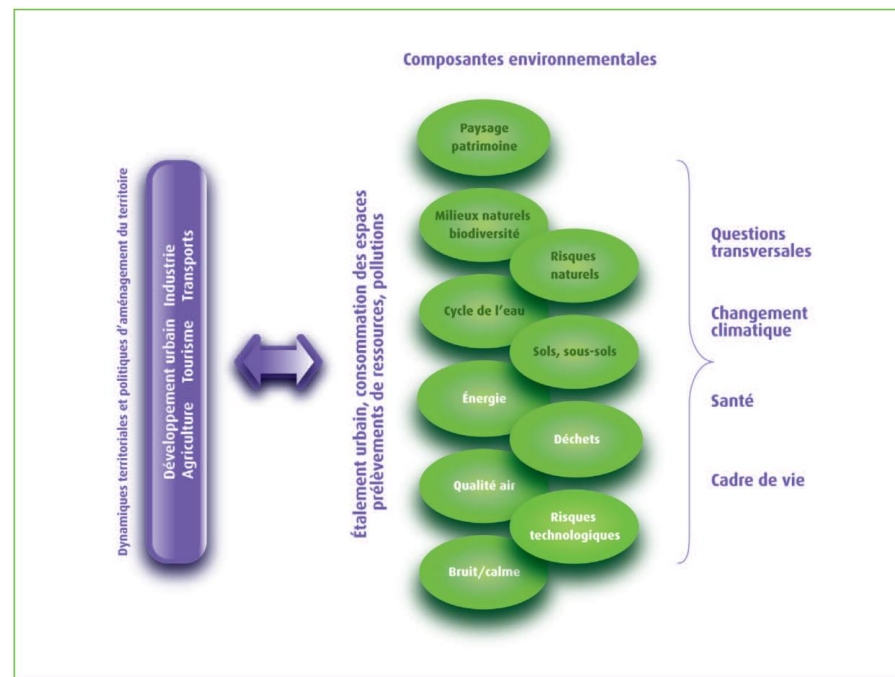 Composantes environnementales
Dynamiques territoriales et politiques d’aménagement du territoire
Développement urbain Industrie
Agriculture Tourisme Transports
Étalement urbain, consommation des espaces
prélèvements de ressources, pollutions
Paysage
patrimoine
Milieux naturels
biodiversité
Risques
naturels
Cycle de l’eau
Sols, sous-sols
Énergie
Déchets
Qualité air
Risques
technologiques
Bruit/calme
Questions
transversales
Changement
climatique
Santé
Cadre de vie